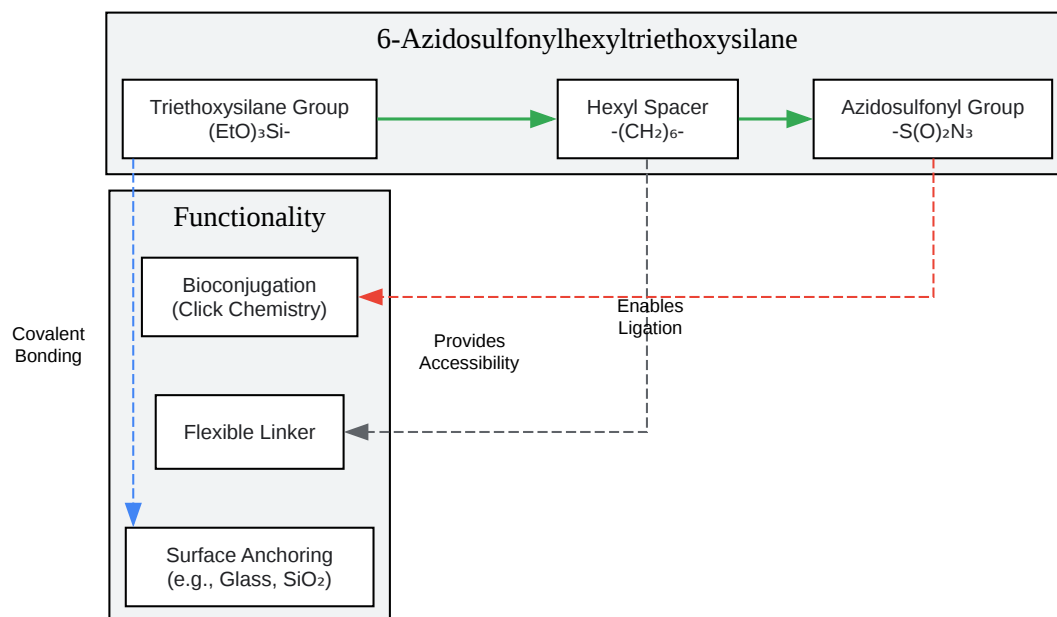 6-Azidosulfonylhexyltriethoxysilane
Triethoxysilane Group
(EtO)₃Si-
Hexyl Spacer
-(CH₂)₆-
Azidosulfonyl Group
-S(O)₂N₃
Functionality
Bioconjugation
(Click Chemistry)
Enables
Ligation
Covalent
Bonding
Provides
Accessibility
Flexible Linker
Surface Anchoring
(e.g., Glass, SiO₂)